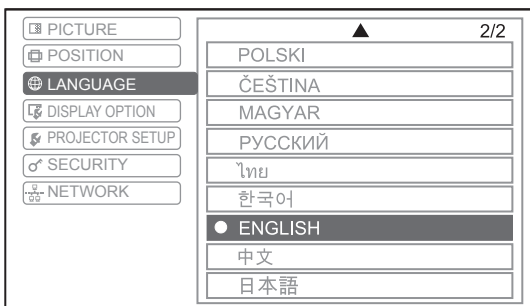 PICTURE
POSITION
LANGUAGE
DISPLAY OPTION
PROJECTOR SETUP
SECURITY
NETWORK
2/2
POLSKI
ČEŠTINA
MAGYAR
РУССКИЙ
ไทย
한국어
ENGLISH
中文
日本語